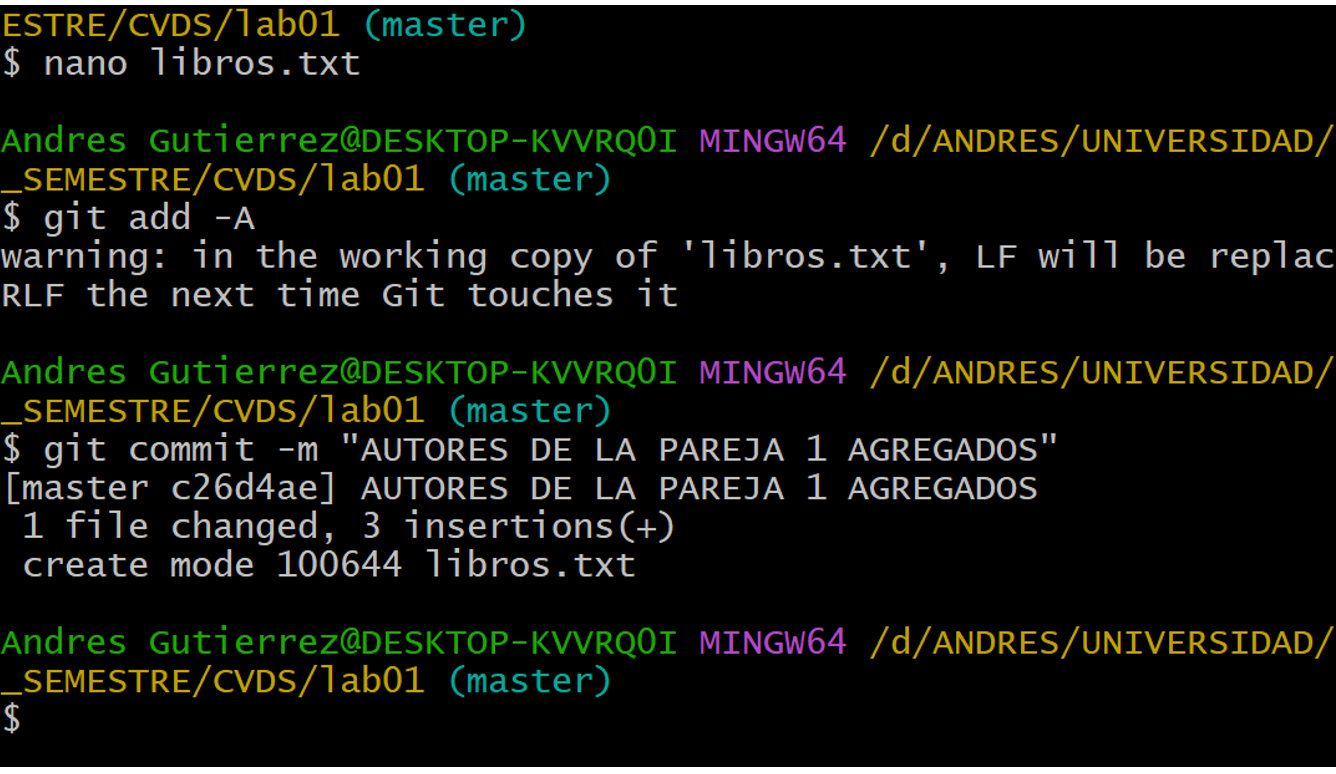 ESTRE/CVDS/lab01 (master)
$ nano libros.txt
Andres Gutierrez@DESKTOP-KVVRQ0I MINGW64 /d/ANDRES/UNIVERSIDAD/
_SEMESTRE/CVDS/lab01 (master)
$ git add -A
warning: in the working copy of 'libros.txt', LF will be replac
RLF the next time Git touches it
Andres Gutierrez@DESKTOP-KVVRQ0I MINGW64 /d/ANDRES/UNIVERSIDAD/
_SEMESTRE/CVDS/lab01 (master)
$ git commit -m "AUTORES DE LA PAREJA 1 AGREGADOS"
[master c26d4ae] AUTORES DE LA PAREJA 1 AGREGADOS
 1 file changed, 3 insertions(+)
 create mode 100644 libros.txt
Andres Gutierrez@DESKTOP-KVVRQ0I MINGW64 /d/ANDRES/UNIVERSIDAD/
_SEMESTRE/CVDS/lab01 (master)
$